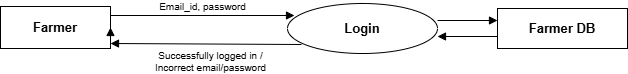 Email_id, password
Farmer
Login
Farmer DB
Successfully logged in /
Incorrect email/password